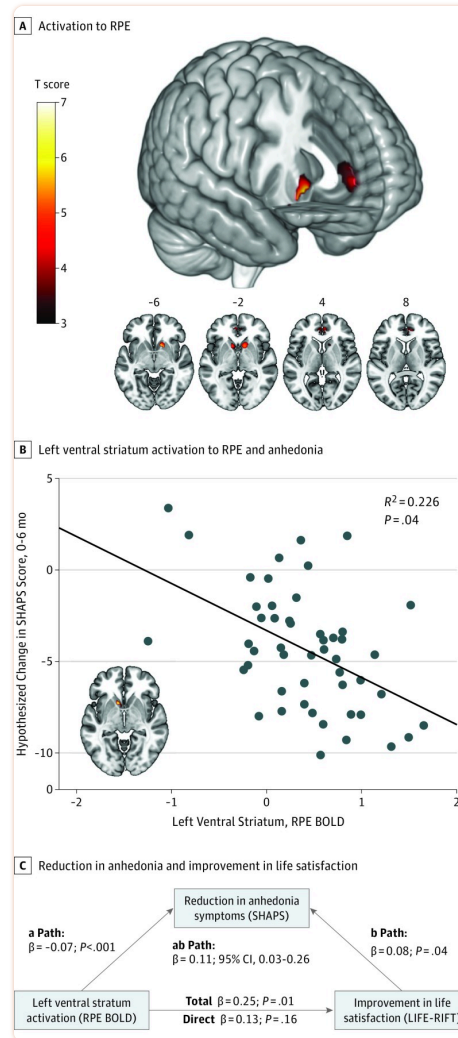 A Activation to RPE
T score
7
6
5
4
3
-6 -2 4 8
B Left ventral striatum activation to RPE and anhedonia
Hypothesized Change in SHAPS Score, 0-6 mo
5
0
-5
-10
0
R² = 0.226
P = .04
-2 -1 0 1 2
Left Ventral Striatum, RPE BOLD
C Reduction in anhedonia and improvement in life satisfaction
Reduction in anhedonia
symptoms (SHAPS)
a Path:
β = -0.07; P<.001
ab Path:
β = 0.11; 95% CI, 0.03-0.26
b Path:
β = 0.08; P = .04
Left ventral striatum
activation (RPE BOLD)
Total β = 0.25; P = .01
Direct β = 0.13; P = .16
Improvement in life
satisfaction (LIFE-RIFT)